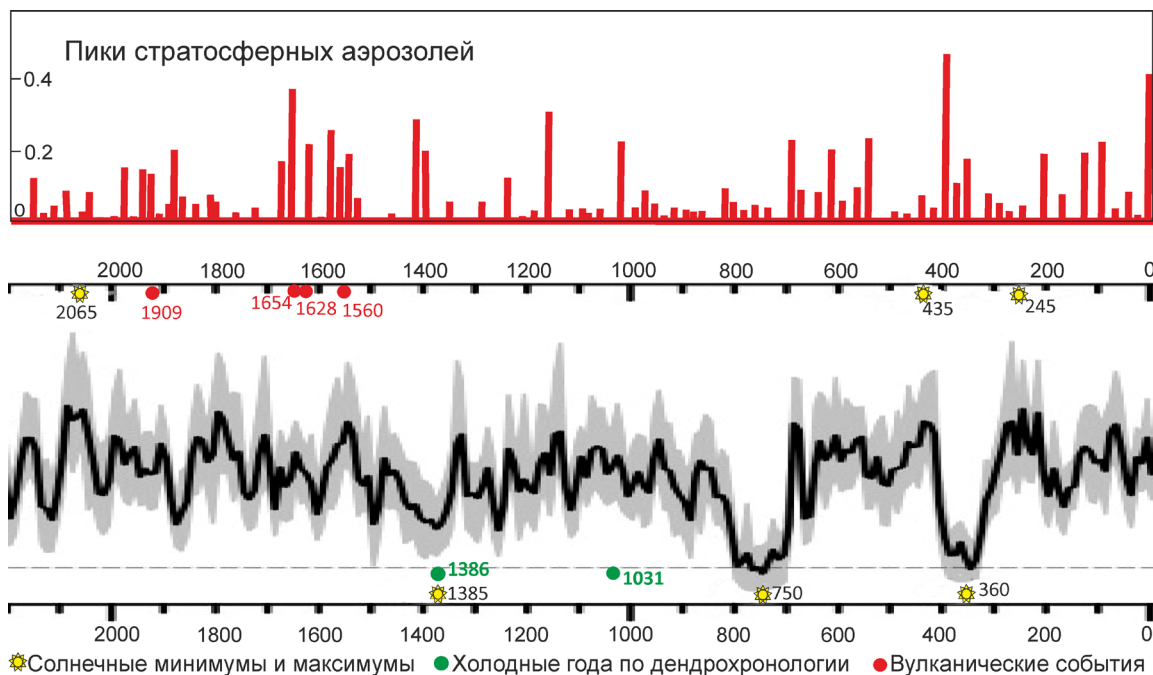 Пики стратосферных аэрозолей
0.4
0.2
0
2000 1800 1600 1400 1200 1000 800 600 400 200 0
2065 1909 1654 1628 1560 435 245
1386 1031
1385 750 360
2000 1800 1600 1400 1200 1000 800 600 400 200 0
Солнечные минимумы и максимумы Холодные года по дендрохронологии Вулканические события